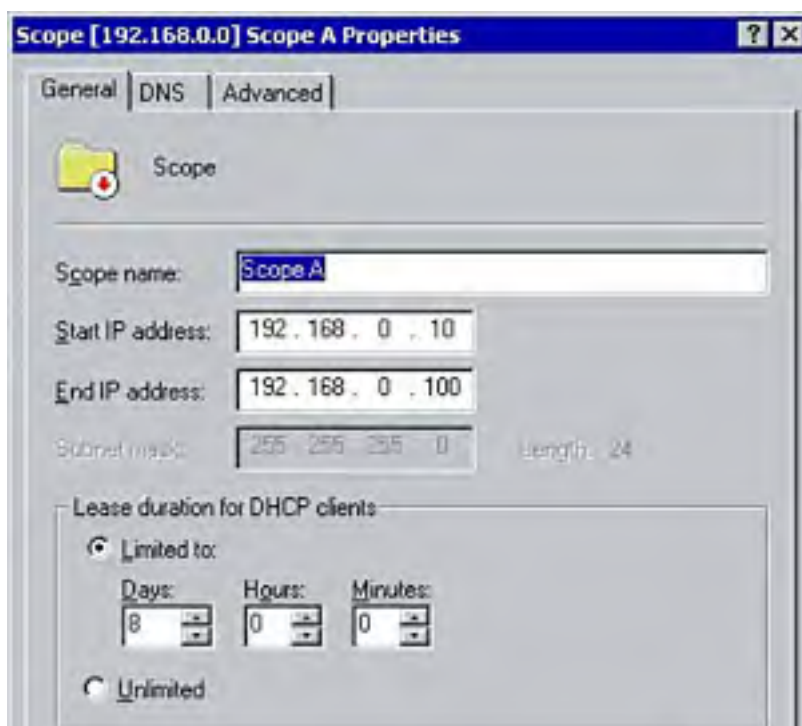 Scope [192.168.0.0] Scope A Properties
General DNS Advanced
Scope
Scope name: Scope A
Start IP address: 192 . 168 . 0 . 10
End IP address: 192 . 168 . 0 . 100
Subnet mask: 255 255 255 0 Length: 24
Lease duration for DHCP clients
Limited to:
Days: Hours: Minutes:
8 0 0
Unlimited